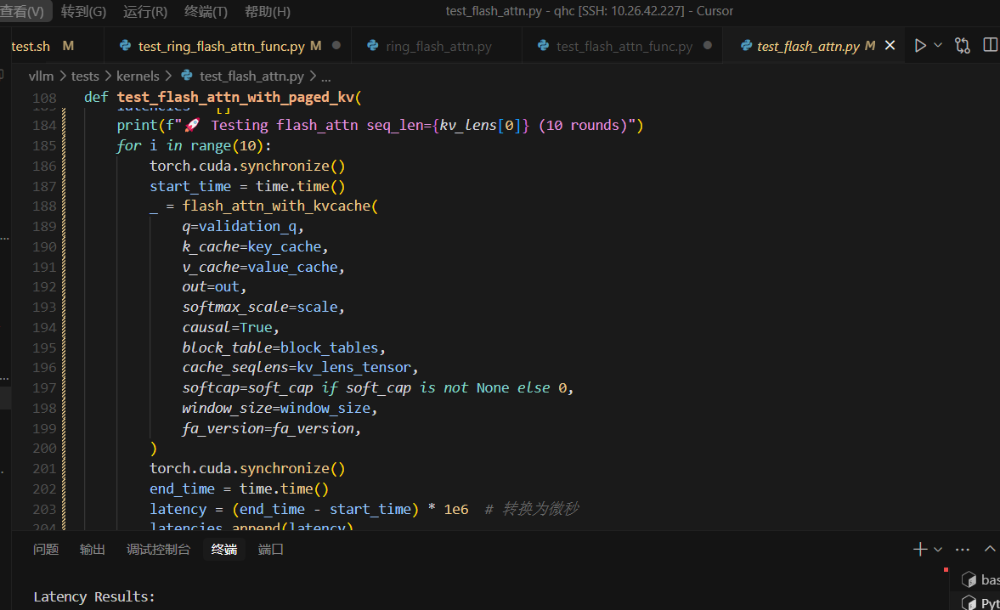 查看(V) 转到(G) 运行(R) 终端(T) 帮助(H) test_flash_attn.py - qhc [SSH: 10.26.42.227] - Cursor
test.sh M test_ring_flash_attn_func.py M ring_flash_attn.py test_flash_attn_func.py test_flash_attn.py M
vllm > tests > kernels > test_flash_attn.py > ...
108 def test_flash_attn_with_paged_kv(
184 print(f"🚀 Testing flash_attn seq_len={kv_lens[0]} (10 rounds)")
185 for i in range(10):
186 torch.cuda.synchronize()
187 start_time = time.time()
188 _ = flash_attn_with_kvcache(
189 q=validation_q,
190 k_cache=key_cache,
191 v_cache=value_cache,
192 out=out,
193 softmax_scale=scale,
194 causal=True,
195 block_table=block_tables,
196 cache_seqlens=kv_lens_tensor,
197 softcap=soft_cap if soft_cap is not None else 0,
198 window_size=window_size,
199 fa_version=fa_version,
200 )
201 torch.cuda.synchronize()
202 end_time = time.time()
203 latency = (end_time - start_time) * 1e6 # 转换为微秒
204 latencies.append(latency)
问题 输出 调试控制台 终端 端口
bas
Latency Results:
Pyt